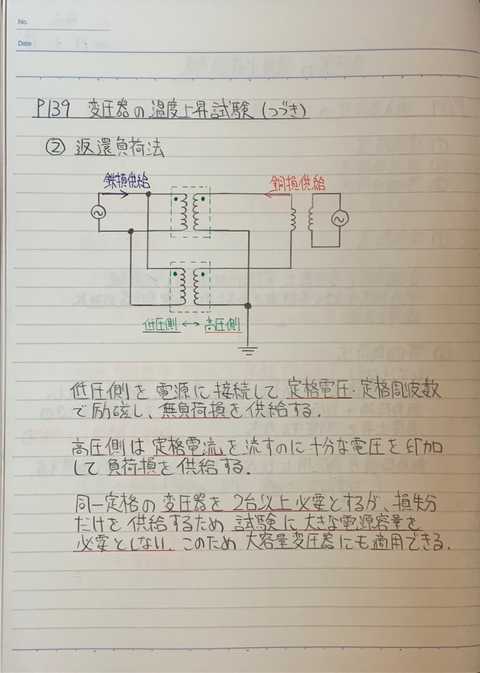 No.
Date
P139 変圧器の温度上昇試験 (つづき)
② 返還負荷法
鉄損供給
銅損供給
低圧側 ↔ 高圧側
低圧側を電源に接続して定格電圧・定格周波数
で励磁し、無負荷損を供給する.
高圧側は定格電流を流すのに十分な電圧を印加
して負荷損を供給する.
同一定格の変圧器を2台以上必要とするが、損失分
だけを供給するため試験に大きな電源容量を
必要としない. このため大容量変圧器にも適用できる.